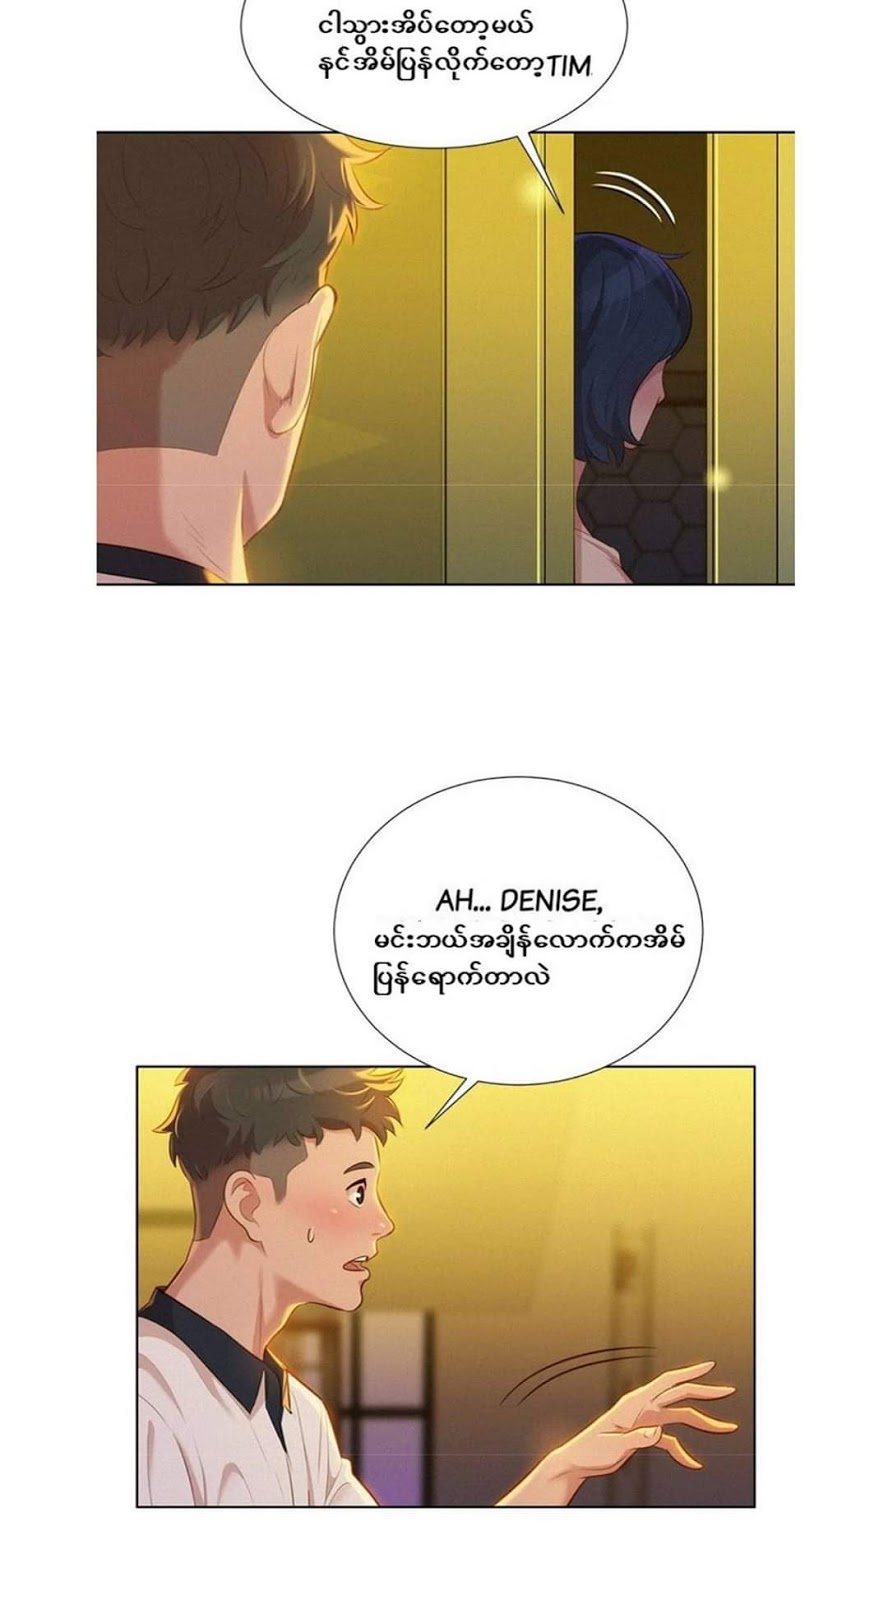 ငါသွားအိပ်တော့မယ်
နင်အိမ်ပြန်လိုက်တော့TIM.
AH... DENISE,
မင်းဘယ်အချိန်လောက်ကအိမ်
ပြန်ရောက်တာလဲ